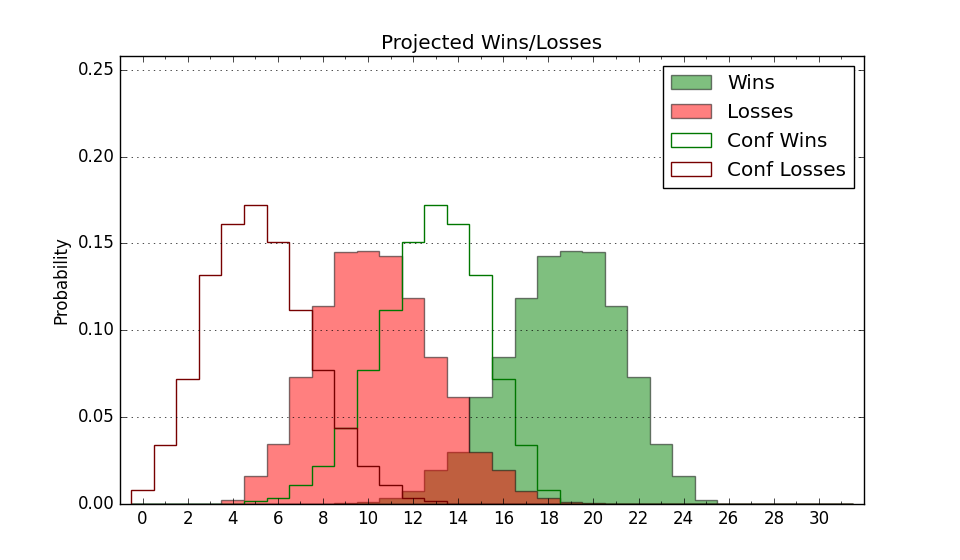 Projected Wins/Losses
Probability
0.25
0.20
0.15
0.10
0.05
0.00
0 2 4 6 8 10 12 14 16 18 20 22 24 26 28 30
Wins
Losses
Conf Wins
Conf Losses